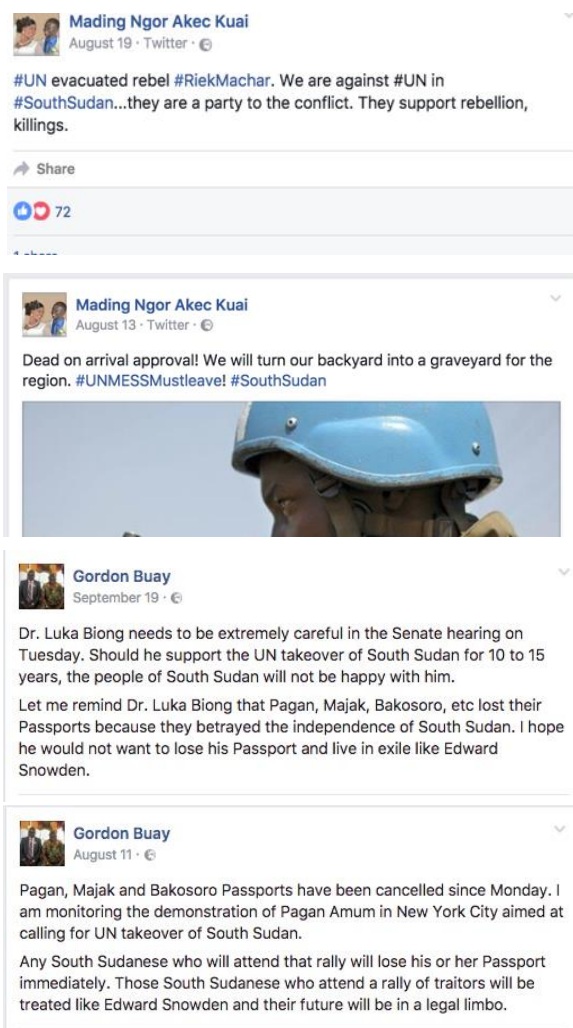 Mading Ngor Akec Kuai
August 19 · Twitter ·
#UN evacuated rebel #RiekMachar. We are against #UN in
#SouthSudan...they are a party to the conflict. They support rebellion,
killings.
Share
72
1 share
Mading Ngor Akec Kuai
August 13 · Twitter ·
Dead on arrival approval! We will turn our backyard into a graveyard for the
region. #UNMESSMustleave! #SouthSudan
Gordon Buay
September 19 ·
Dr. Luka Biong needs to be extremely careful in the Senate hearing on
Tuesday. Should he support the UN takeover of South Sudan for 10 to 15
years, the people of South Sudan will not be happy with him.
Let me remind Dr. Luka Biong that Pagan, Majak, Bakosoro, etc lost their
Passports because they betrayed the independence of South Sudan. I hope
he would not want to lose his Passport and live in exile like Edward
Snowden.
Gordon Buay
August 11 ·
Pagan, Majak and Bakosoro Passports have been cancelled since Monday. I
am monitoring the demonstration of Pagan Amum in New York City aimed at
calling for UN takeover of South Sudan.
Any South Sudanese who will attend that rally will lose his or her Passport
immediately. Those South Sudanese who attend a rally of traitors will be
treated like Edward Snowden and their future will be in a legal limbo.